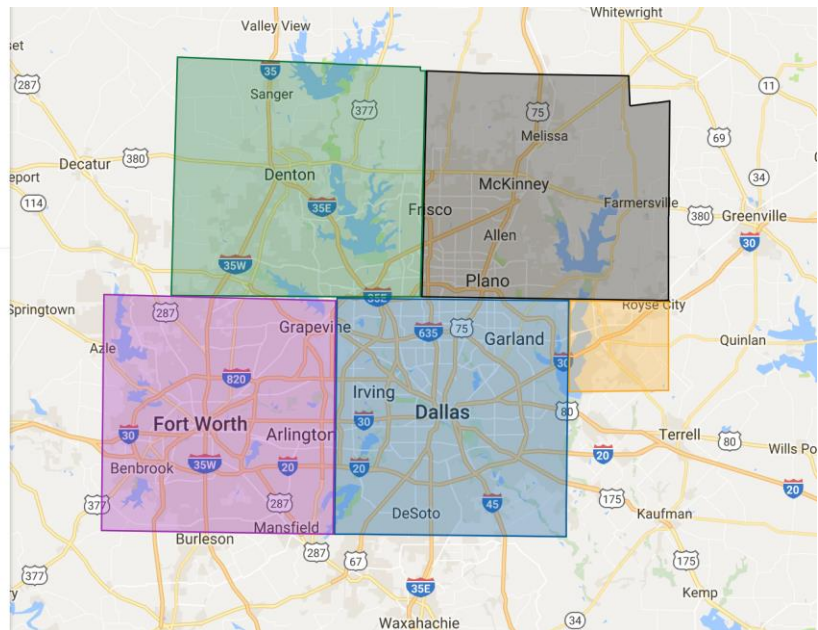 Whitewright
Valley View
set
287
35
11
Sanger
377
75
Melissa
69
Decatur
380
Denton
McKinney
34
eport
35E
Farmersville
114
Frisco
380
Greenville
Allen
30
35W
Plano
35E
Royse City
Springtown
287
Grapevine
635
75
Garland
Quinlan
Azle
30
820
Irving
Dallas
80
Fort Worth
30
Arlington
Terrell
80
30
20
Wills Po
Benbrook
35W
20
20
20
377
287
45
175
DeSoto
Kaufman
Mansfield
Burleson
287
67
175
377
35E
Kemp
ry
34
Waxahachie